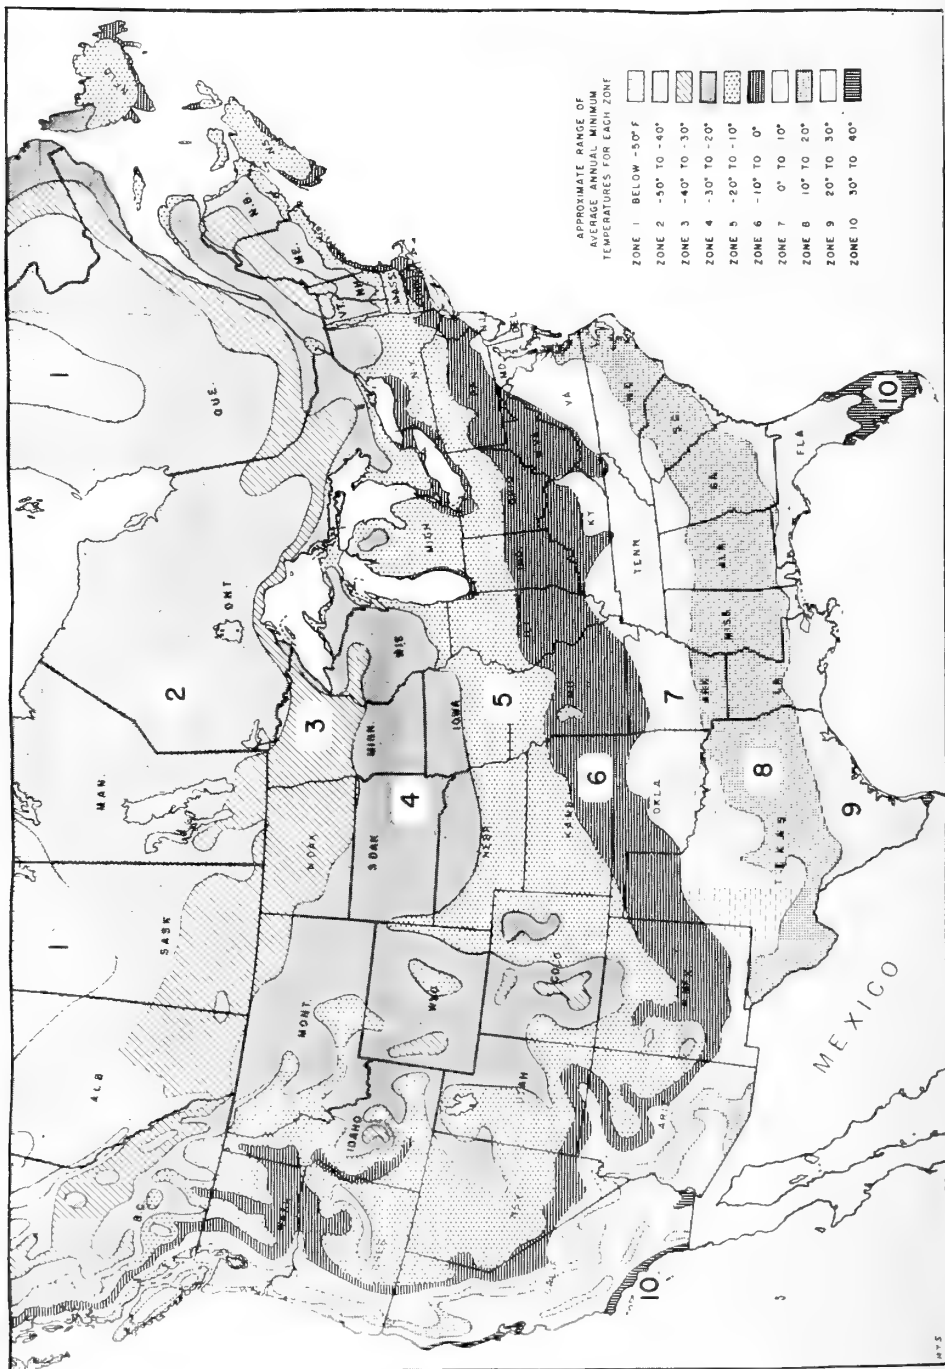 APPROXIMATE RANGE OF
AVERAGE ANNUAL MINIMUM
TEMPERATURES FOR EACH ZONE
ZONE 1 BELOW -50° F
ZONE 2 -50° TO -40°
ZONE 3 -40° TO -30°
ZONE 4 -30° TO -20°
ZONE 5 -20° TO -10°
ZONE 6 -10° TO 0°
ZONE 7 0° TO 10°
ZONE 8 10° TO 20°
ZONE 9 20° TO 30°
ZONE 10 30° TO 40°
NFLD
N.S.
N.B.
ME.
1
QUE.
VT.
N.H.
MASS
ONT
2
MAN.
SASK
1
ALB
B.C.
3
MICH
WIS
MINN.
N DAK
MONT.
S DAK
4
IOWA
5
WYO
IDAHO
NEBR
N.J.
DEL
MD.
PA
OHIO
IND
ILL
W.VA
VA
KY
MO
KANS
6
COLO
UTAH
NEV
TENN
N.C.
S.C.
7
ARK
OKLA
N MEX
ARIZ
GA.
ALA
MISS
LA
8
TEXAS
9
FLA
10
MEXICO
10